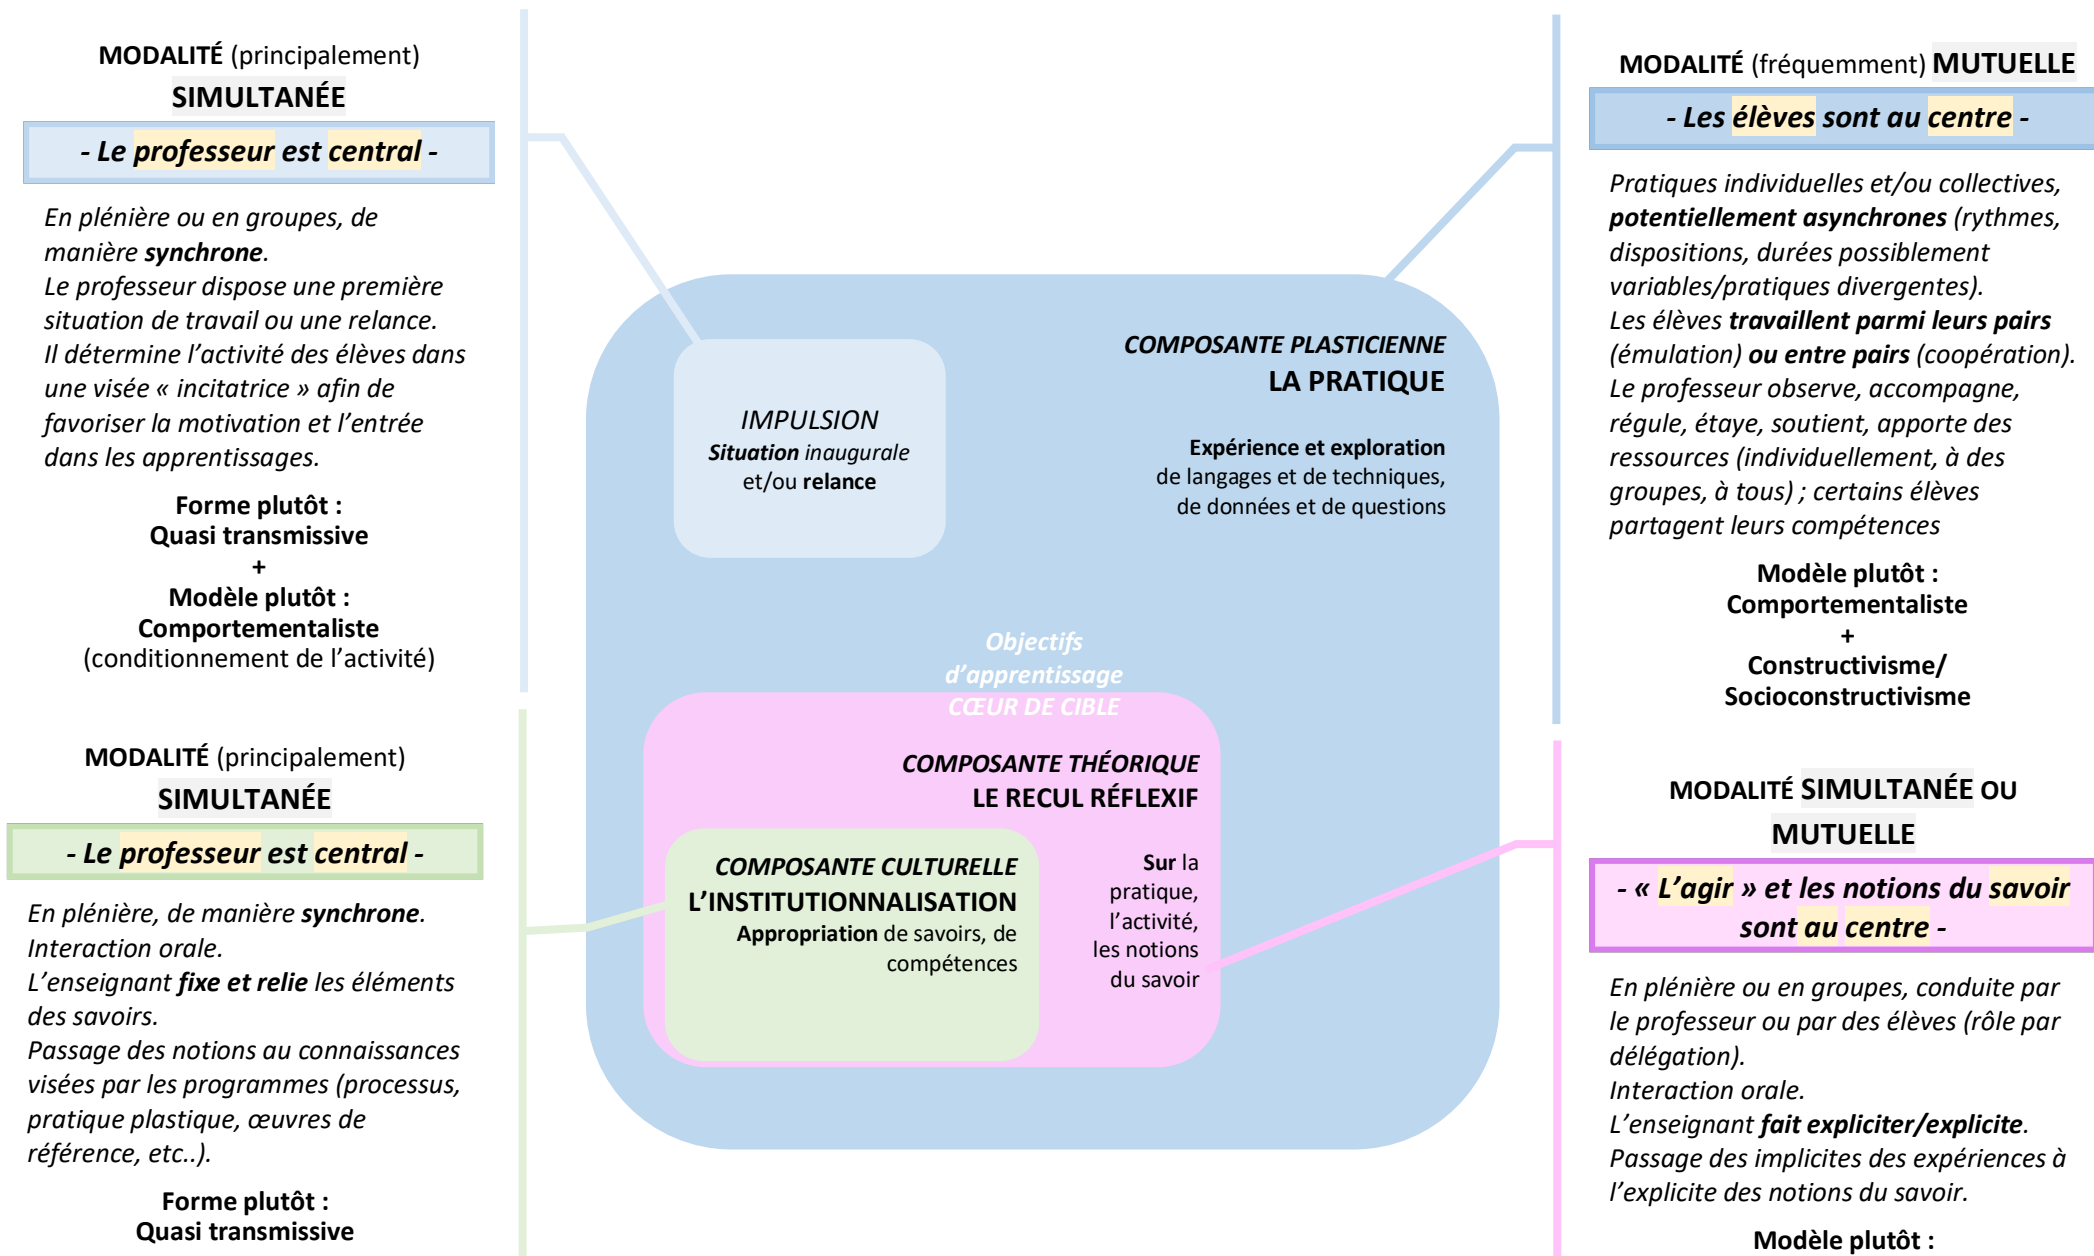 MODALITÉ (principalement)
SIMULTANÉE
- Le professeur est central -
En plénière ou en groupes, de
manière synchrone.
Le professeur dispose une première
situation de travail ou une relance.
Il détermine l’activité des élèves dans
une visée « incitatrice » afin de
favoriser la motivation et l’entrée
dans les apprentissages.
Forme plutôt :
Quasi transmissive
+
Modèle plutôt :
Comportementaliste
(conditionnement de l’activité)
MODALITÉ (principalement)
SIMULTANÉE
- Le professeur est central -
En plénière, de manière synchrone.
Interaction orale.
L’enseignant fixe et relie les éléments
des savoirs.
Passage des notions au connaissances
visées par les programmes (processus,
pratique plastique, œuvres de
référence, etc..).
Forme plutôt :
Quasi transmissive
IMPULSION
Situation inaugurale
et/ou relance
COMPOSANTE PLASTICIENNE
LA PRATIQUE
Expérience et exploration
de langages et de techniques,
de données et de questions
Objectifs
d’apprentissage
CŒUR DE CIBLE
COMPOSANTE THÉORIQUE
LE RECUL RÉFLEXIF
Sur la
pratique,
l’activité,
les notions
du savoir
COMPOSANTE CULTURELLE
L’INSTITUTIONNALISATION
Appropriation de savoirs, de
compétences
MODALITÉ (fréquemment) MUTUELLE
- Les élèves sont au centre -
Pratiques individuelles et/ou collectives,
potentiellement asynchrones (rythmes,
dispositions, durées possiblement
variables/pratiques divergentes).
Les élèves travaillent parmi leurs pairs
(émulation) ou entre pairs (coopération).
Le professeur observe, accompagne,
régule, étaye, soutient, apporte des
ressources (individuellement, à des
groupes, à tous) ; certains élèves
partagent leurs compétences
Modèle plutôt :
Comportementaliste
+
Constructivisme/
Socioconstructivisme
MODALITÉ SIMULTANÉE OU
MUTUELLE
- « L’agir » et les notions du savoir
sont au centre -
En plénière ou en groupes, conduite par
le professeur ou par des élèves (rôle par
délégation).
Interaction orale.
L’enseignant fait expliciter/explicite.
Passage des implicites des expériences à
l’explicite des notions du savoir.
Modèle plutôt :